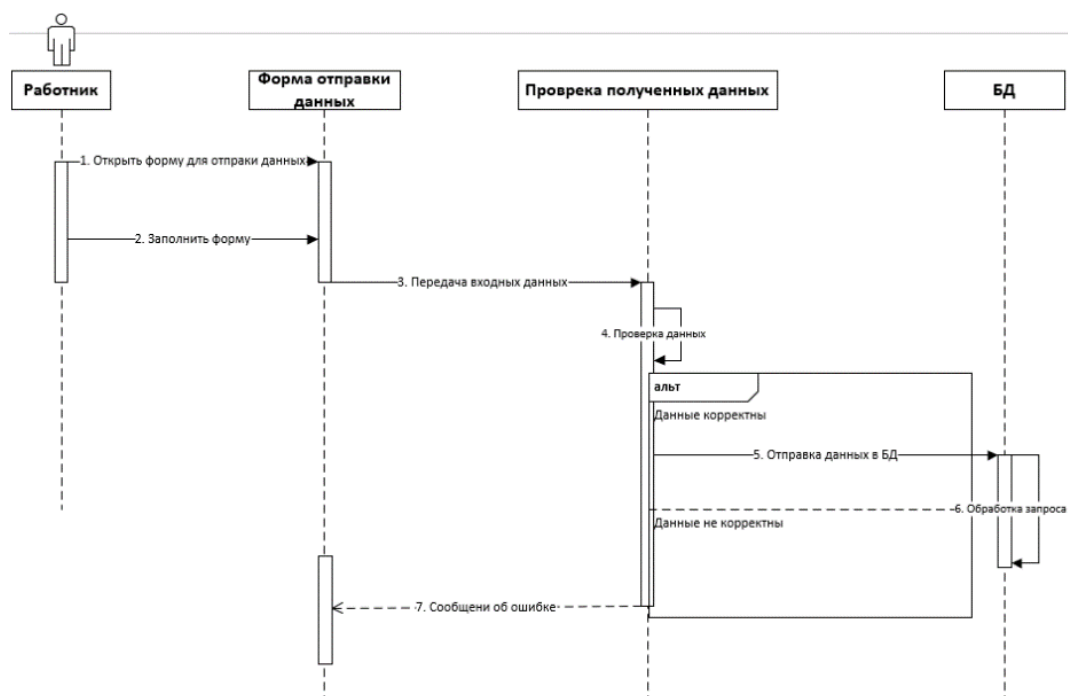 Работник
Форма отправки
данных
Проврека полученных данных
БД
1. Открыть форму для отпраки данных
2. Заполнить форму
3. Передача входных данных
4. Проверка данных
альт
Данные корректны
5. Отправка данных в БД
6. Обработка запроса
Данные не корректны
7. Сообщени об ошибке